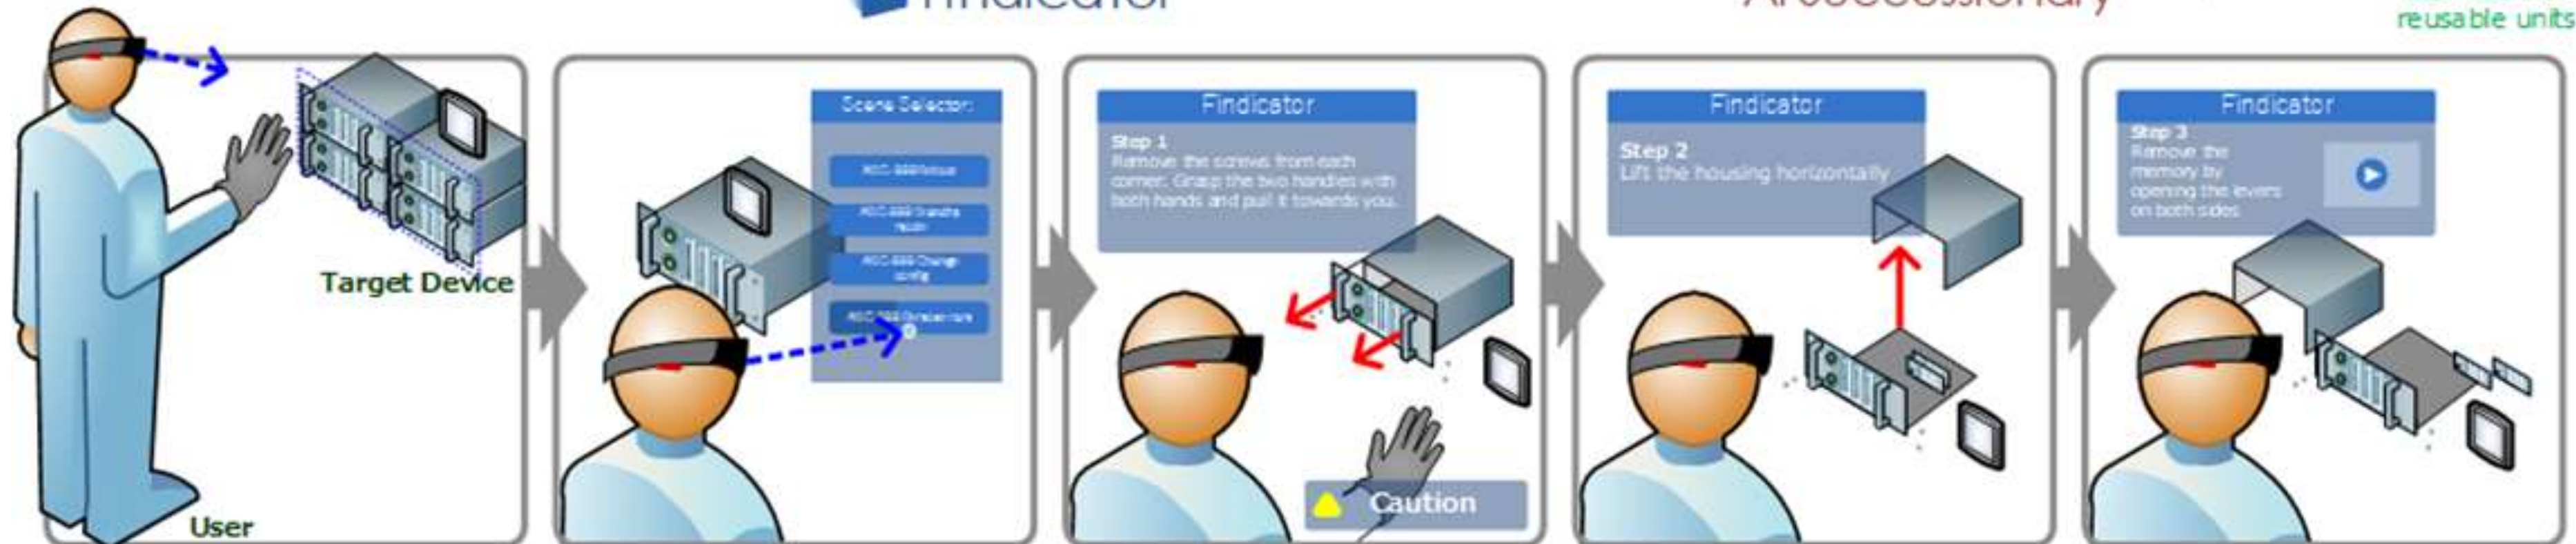 Findicator
reusable units
Target Device
User
Scene Selector:
Findicator
Step 1
Remove the screws from each
corner. Grasp the two handles with
both hands and pull it towards you.
Caution
Findicator
Step 2
Lift the housing horizontally
Findicator
Step 3
Remove the
memory by
opening the levers
on both sides